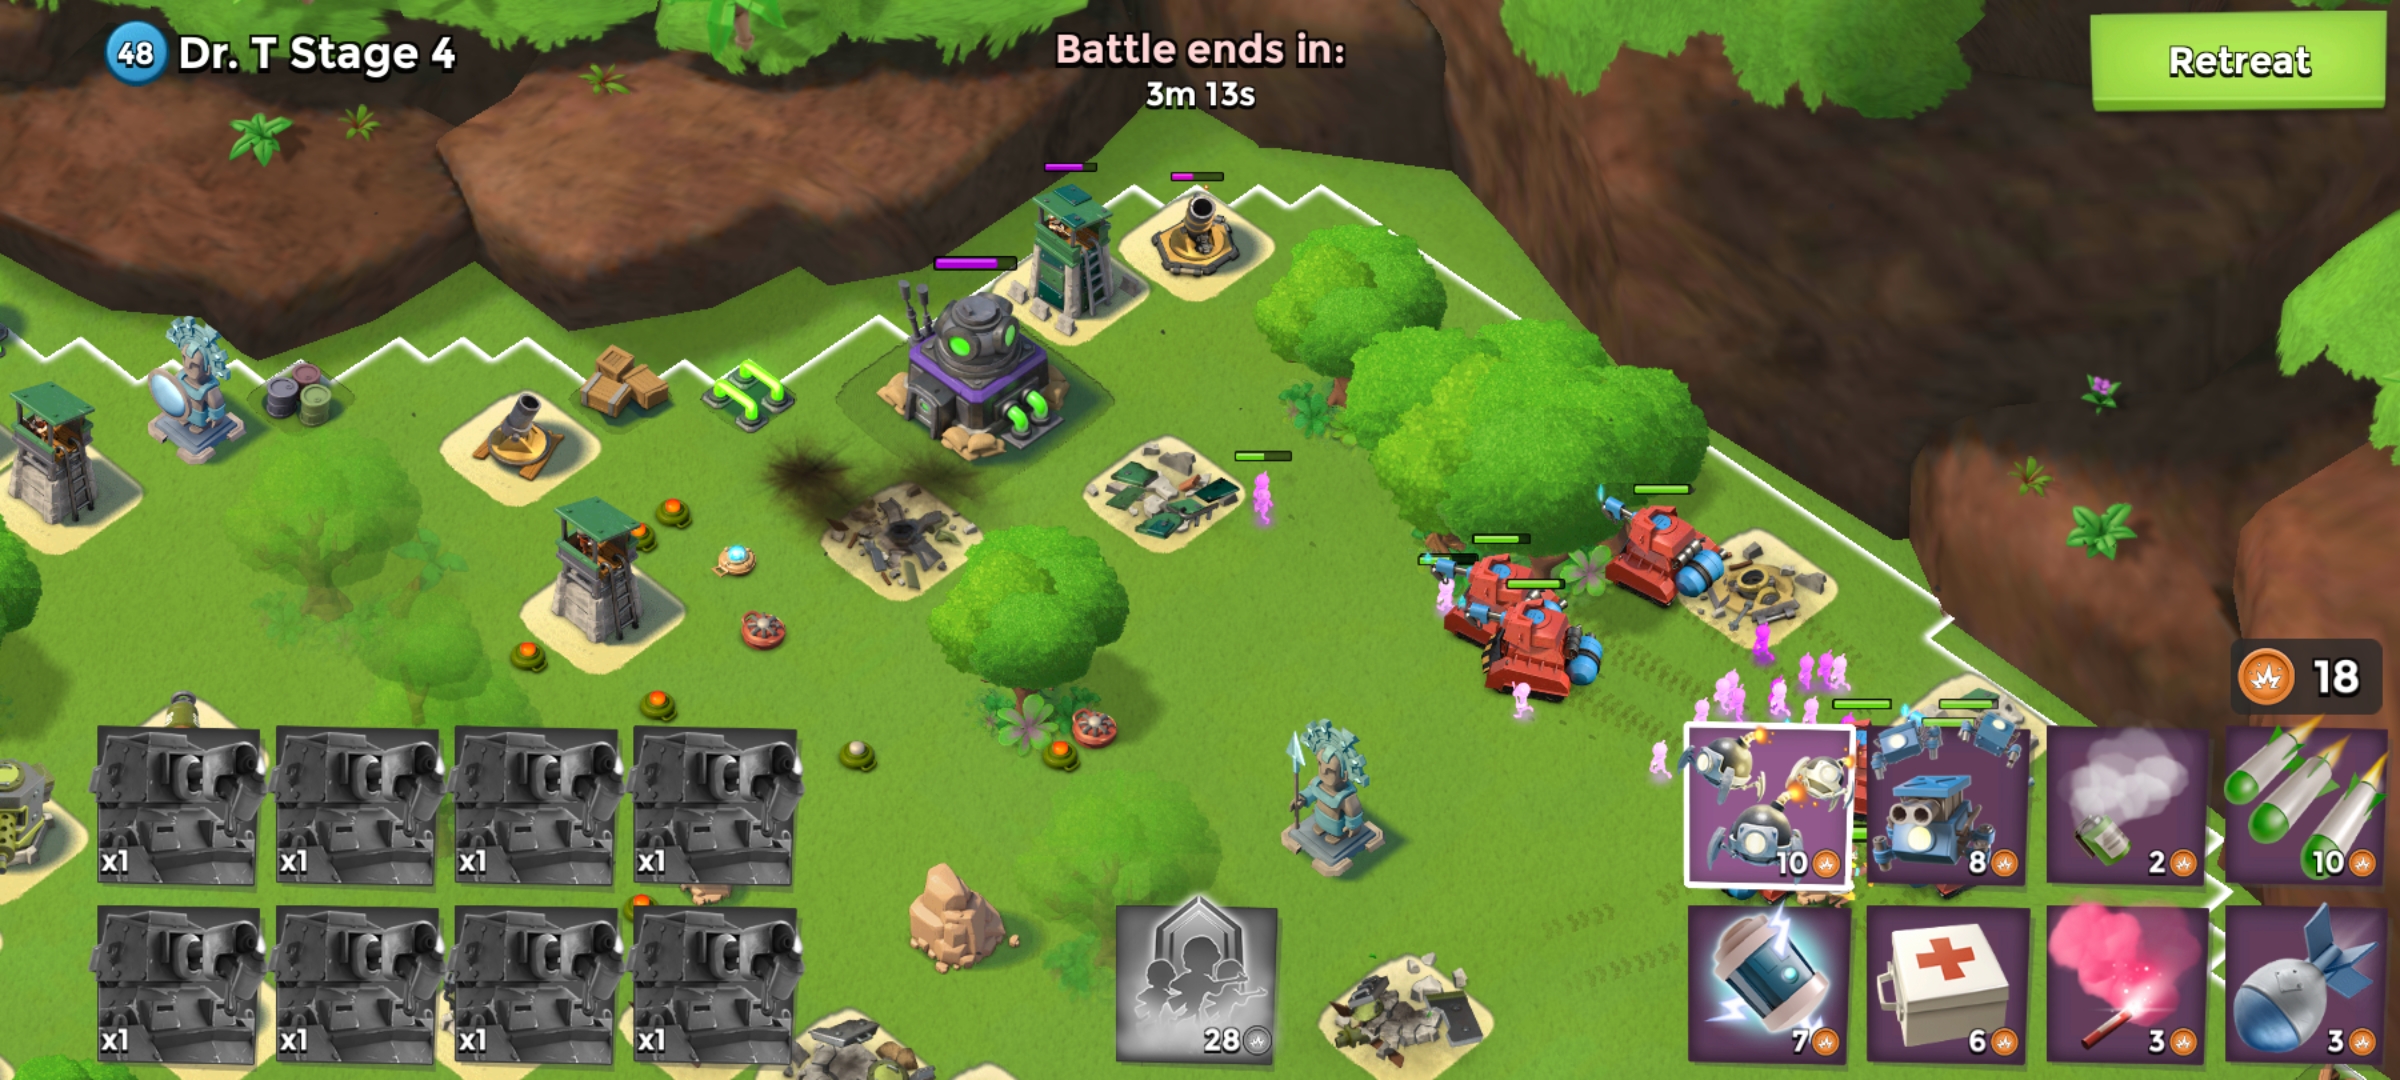 48 Dr. T Stage 4
Battle ends in:
3m 13s
Retreat
18
x1 x1 x1 x1
10 8 2 10
x1 x1 x1 x1
28
7 6 3 3